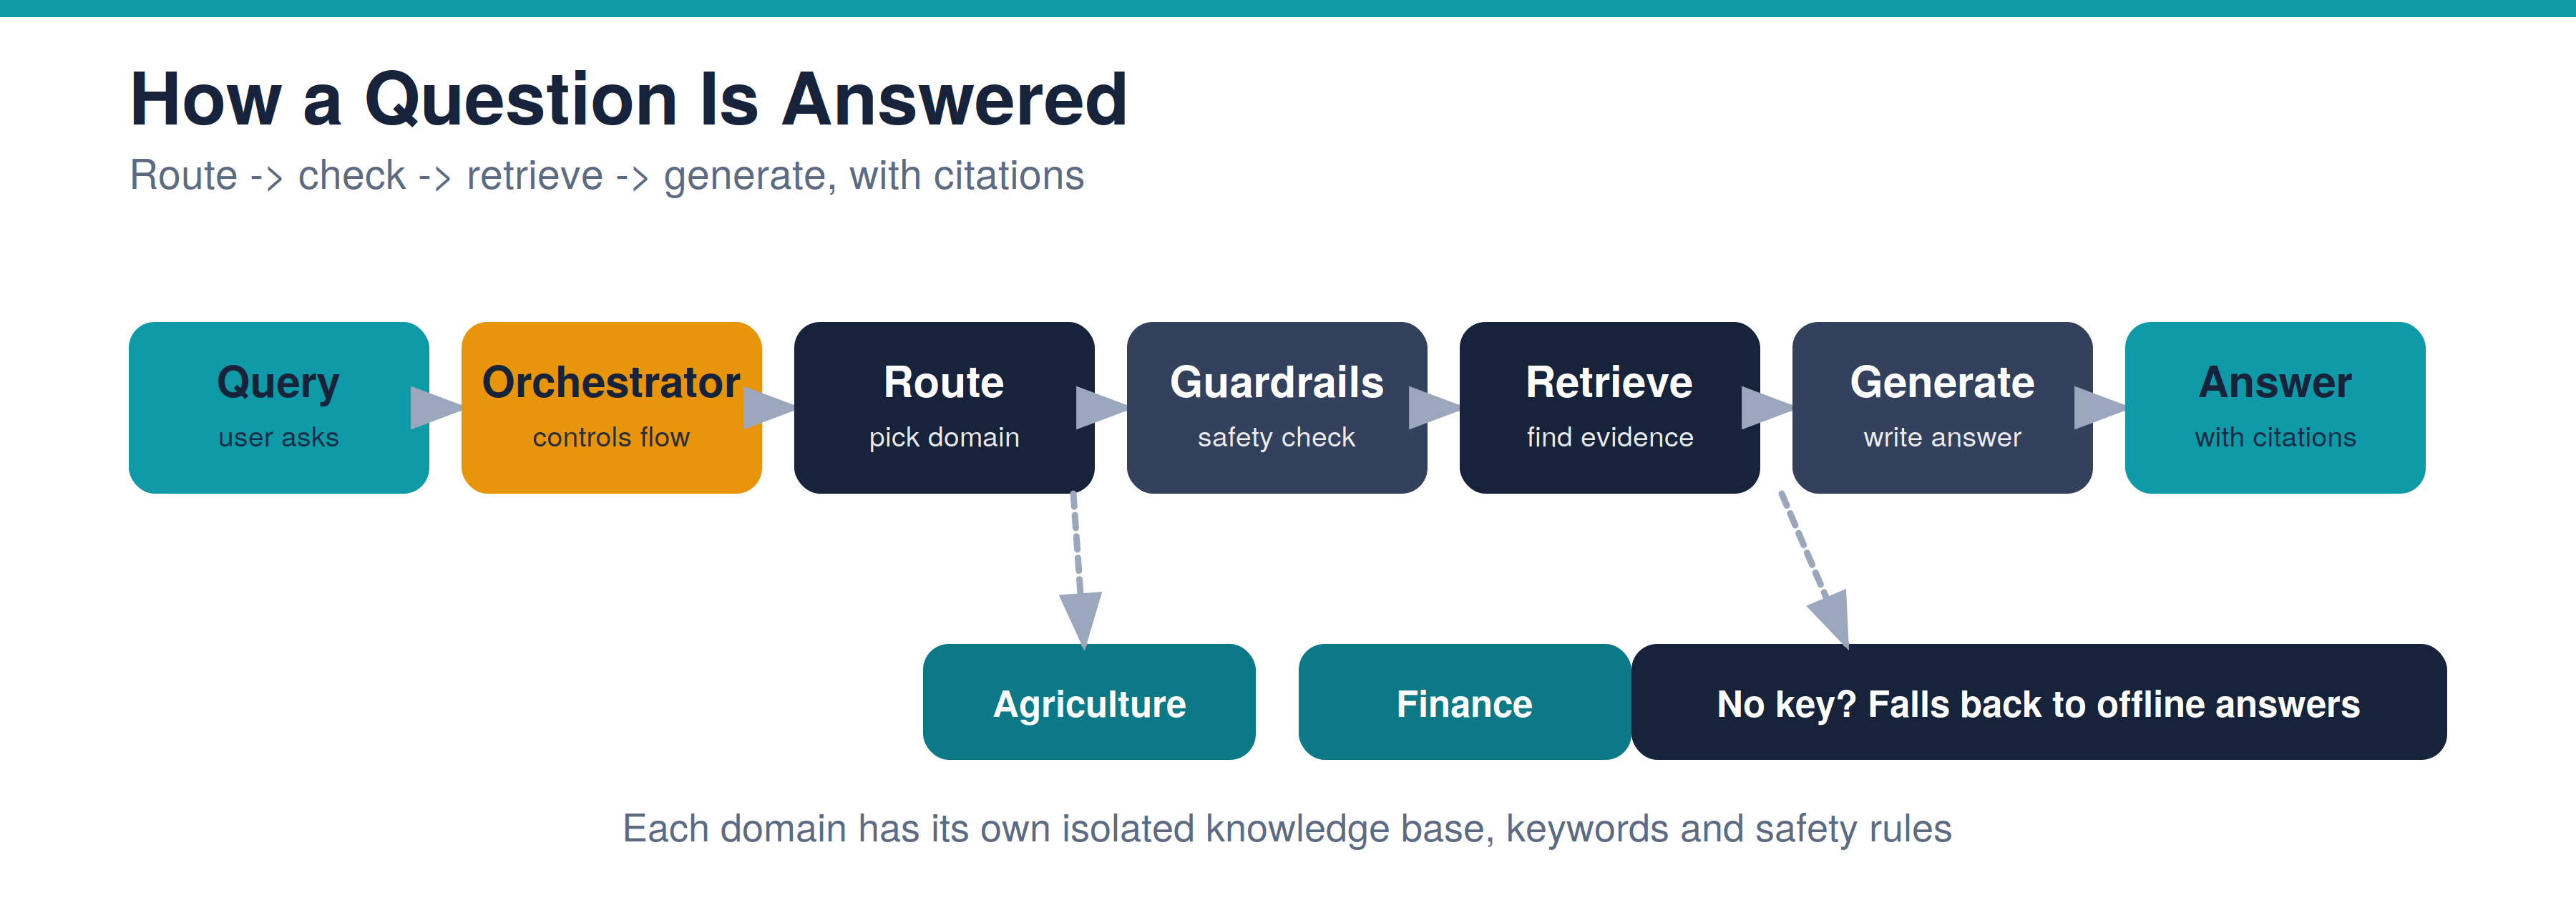 How a Question Is Answered
Route -> check -> retrieve -> generate, with citations
Query
user asks
Orchestrator
controls flow
Route
pick domain
Guardrails
safety check
Retrieve
find evidence
Generate
write answer
Answer
with citations
Agriculture
Finance
No key? Falls back to offline answers
Each domain has its own isolated knowledge base, keywords and safety rules